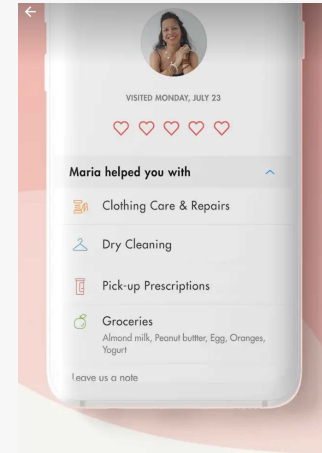 VISITED MONDAY, JULY 23
Maria helped you with
Clothing Care & Repairs
Dry Cleaning
Pick-up Prescriptions
Groceries
Almond milk, Peanut buttter, Egg, Oranges,
Yogurt
Leave us a note